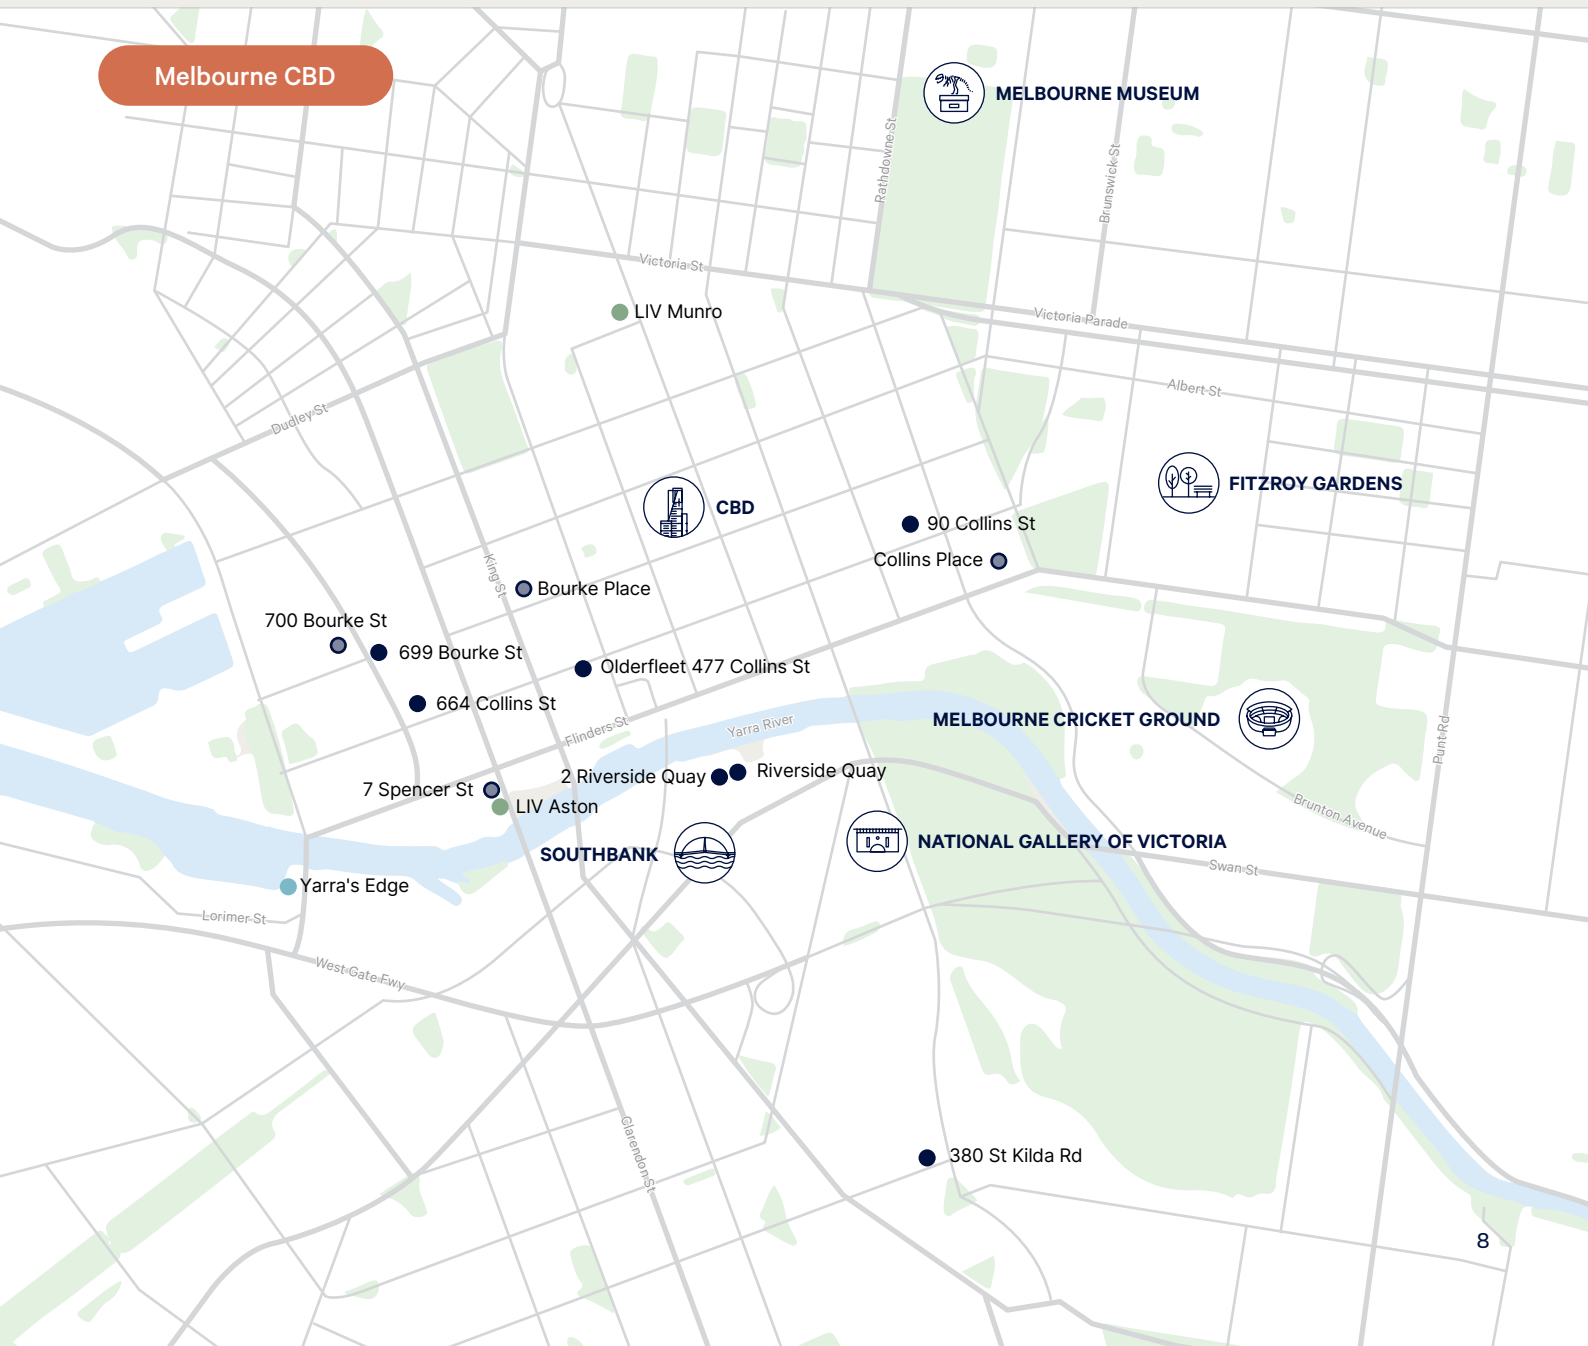 Melbourne CBD
MELBOURNE MUSEUM
Rathdowne St
Brunswick St
Victoria St
LIV Munro
Victoria Parade
Albert St
Dudley St
FITZROY GARDENS
CBD
90 Collins St
Collins Place
King St
Bourke Place
700 Bourke St
699 Bourke St
Olderfleet 477 Collins St
664 Collins St
Flinders St
Yarra River
MELBOURNE CRICKET GROUND
Punt Rd
7 Spencer St
2 Riverside Quay
Riverside Quay
LIV Aston
Brunton Avenue
SOUTHBANK
NATIONAL GALLERY OF VICTORIA
Swan St
Yarra's Edge
Lorimer St
West Gate Fwy
Clarendon St
380 St Kilda Rd
8